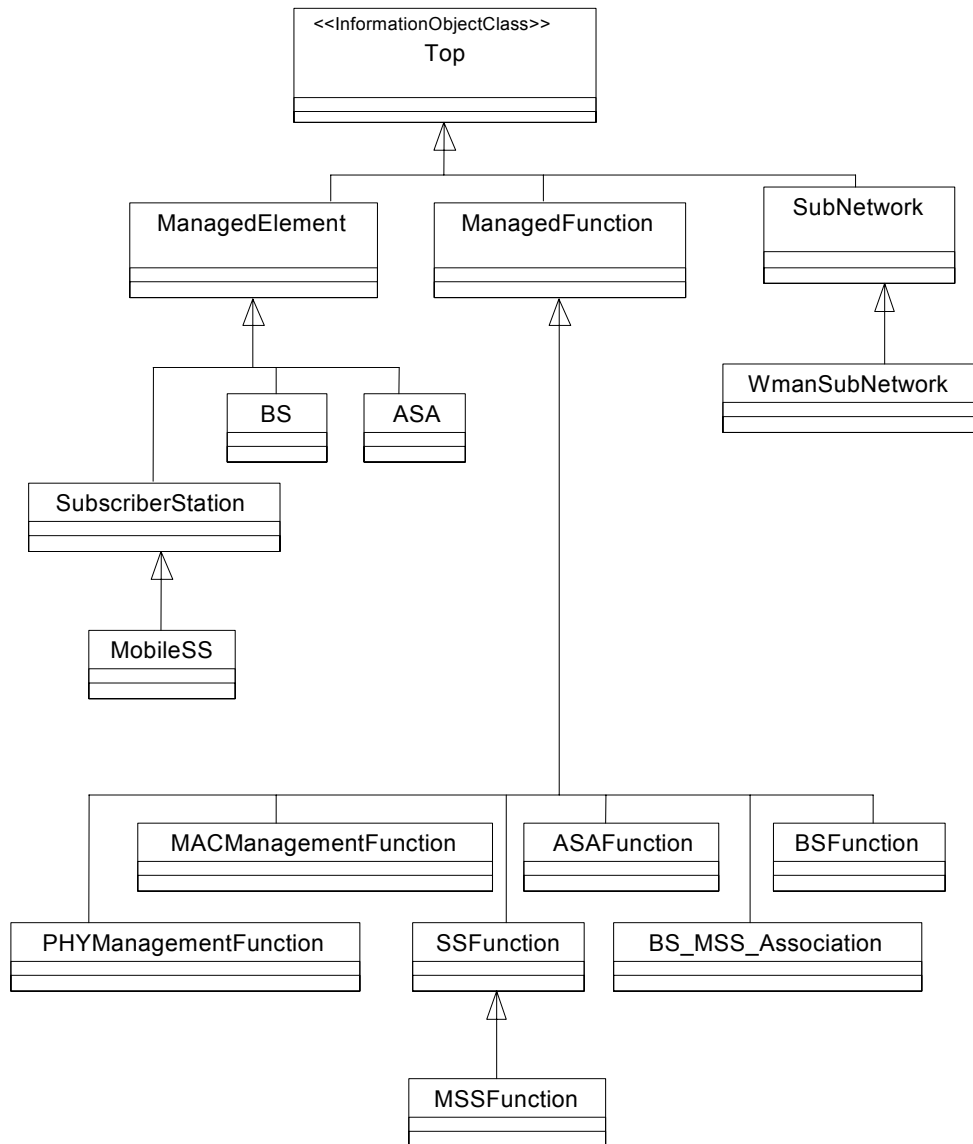 <<InformationObjectClass>>
Top
ManagedElement
ManagedFunction
SubNetwork
WmanSubNetwork
BS
ASA
SubscriberStation
MobileSS
MACManagementFunction
ASAFunction
BSFunction
PHYManagementFunction
SSFunction
BS_MSS_Association
MSSFunction